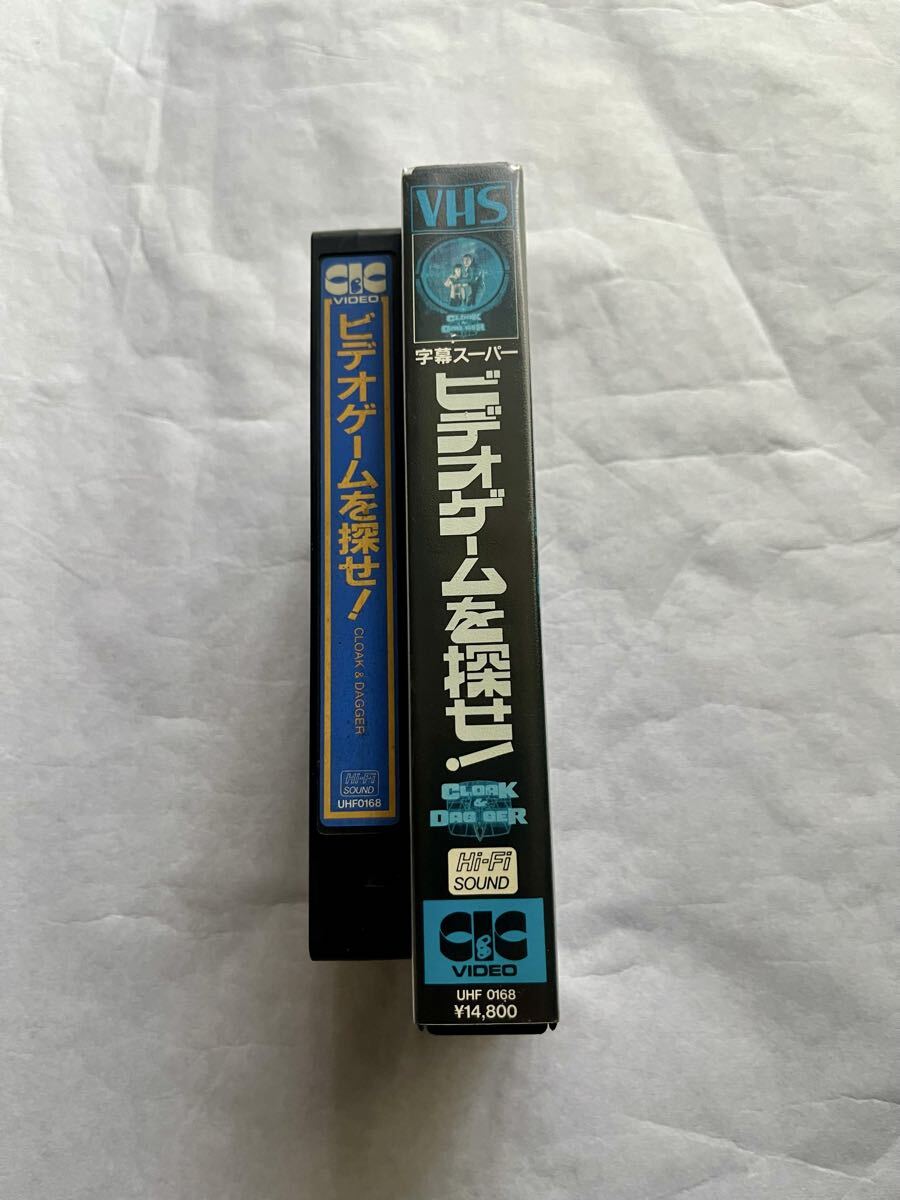 CIC
VIDEO
ビデオゲームを探せ!
CLOAK & DAGGER
Hi-Fi
SOUND
UHF0168
VHS
CLOAK
&
DAGGER
字幕スーパー
ビデオゲームを探せ!
CLOAK
&
DAGGER
Hi-Fi
SOUND
CIC
VIDEO
UHF 0168
¥14,800